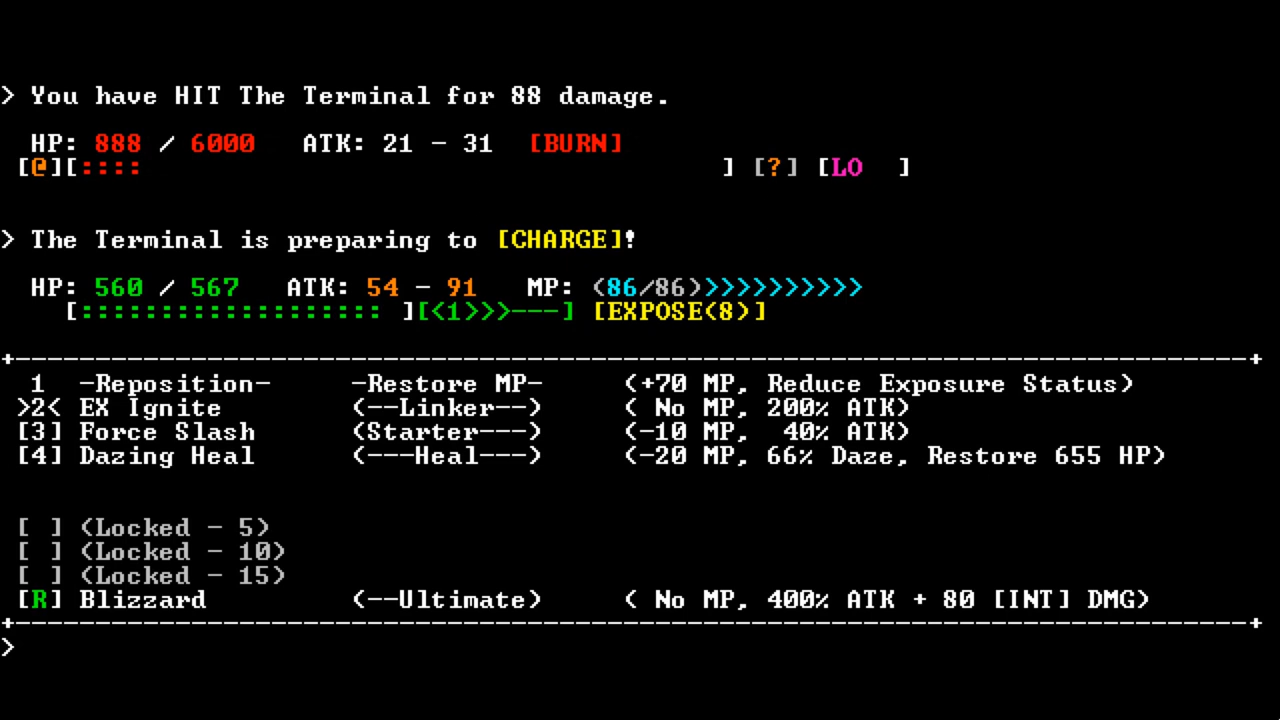 > You have HIT The Terminal for 88 damage.
HP: 888 / 6000   ATK: 21 - 31  [BURN]
[@][::::                                    ] [?] [LO  ]
> The Terminal is preparing to [CHARGE]!
HP: 560 / 567   ATK: 54 - 91   MP: (86/86)>>>>>>>>>>
[::::::::::::::::::: ][(<1>>>---] [EXPOSE(8)]
+-----------------------------------------------------------------------------+
1  -Reposition-     -Restore MP-     (+70 MP, Reduce Exposure Status)
>2< EX Ignite        (--Linker--)     ( No MP, 200% ATK)
[3] Force Slash      (Starter---)     (-10 MP,  40% ATK)
[4] Dazing Heal      (---Heal---)     (-20 MP, 66% Daze, Restore 655 HP)
[ ] (Locked - 5)
[ ] (Locked - 10)
[ ] (Locked - 15)
[R] Blizzard         (--Ultimate)     ( No MP, 400% ATK + 80 [INT] DMG)
+-----------------------------------------------------------------------------+
>